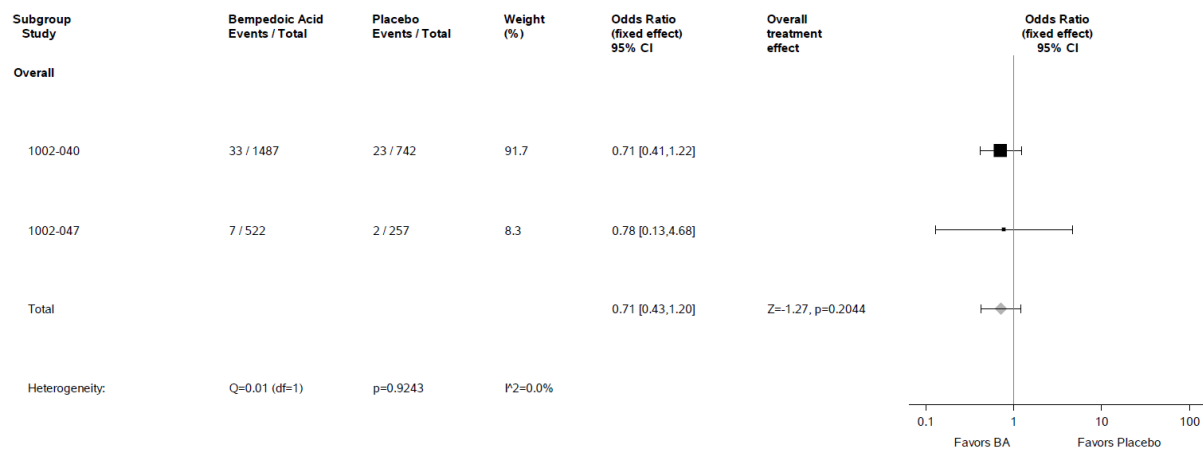 Subgroup Bempedoic Acid Placebo Weight Odds Ratio Overall Odds Ratio
Study Events / Total Events / Total (%) (fixed effect) treatment (fixed effect)
95% CI effect 95% CI
Overall
1002-040 33 / 1487 23 / 742 91.7 0.71 [0.41,1.22]
1002-047 7 / 522 2 / 257 8.3 0.78 [0.13,4.68]
Total 0.71 [0.43,1.20] Z=-1.27, p=0.2044
Heterogeneity: Q=0.01 (df=1) p=0.9243 I^2=0.0%
0.1 1 10 100
Favors BA Favors Placebo